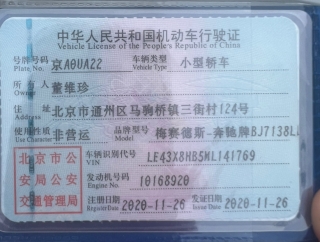 中华人民共和国机动车行驶证
Vehicle License of the People's Republic of China
号牌号码 京A0UA22 车辆类型 小型轿车
Plate No. Vehicle Type
所有人 董维珍
住址 北京市通州区马驹桥镇三街村124号
使用性质 非营运 品牌型号 梅赛德斯-奔驰牌BJ7138
Use Character Model
北京市公
安局公安
交通管理局
车辆识别代号 LE43X8HB5ML141769
VIN
发动机号码 10168920
Engine No.
注册日期 2020-11-26 发证日期 2020-11-26
Register Date Issue Date